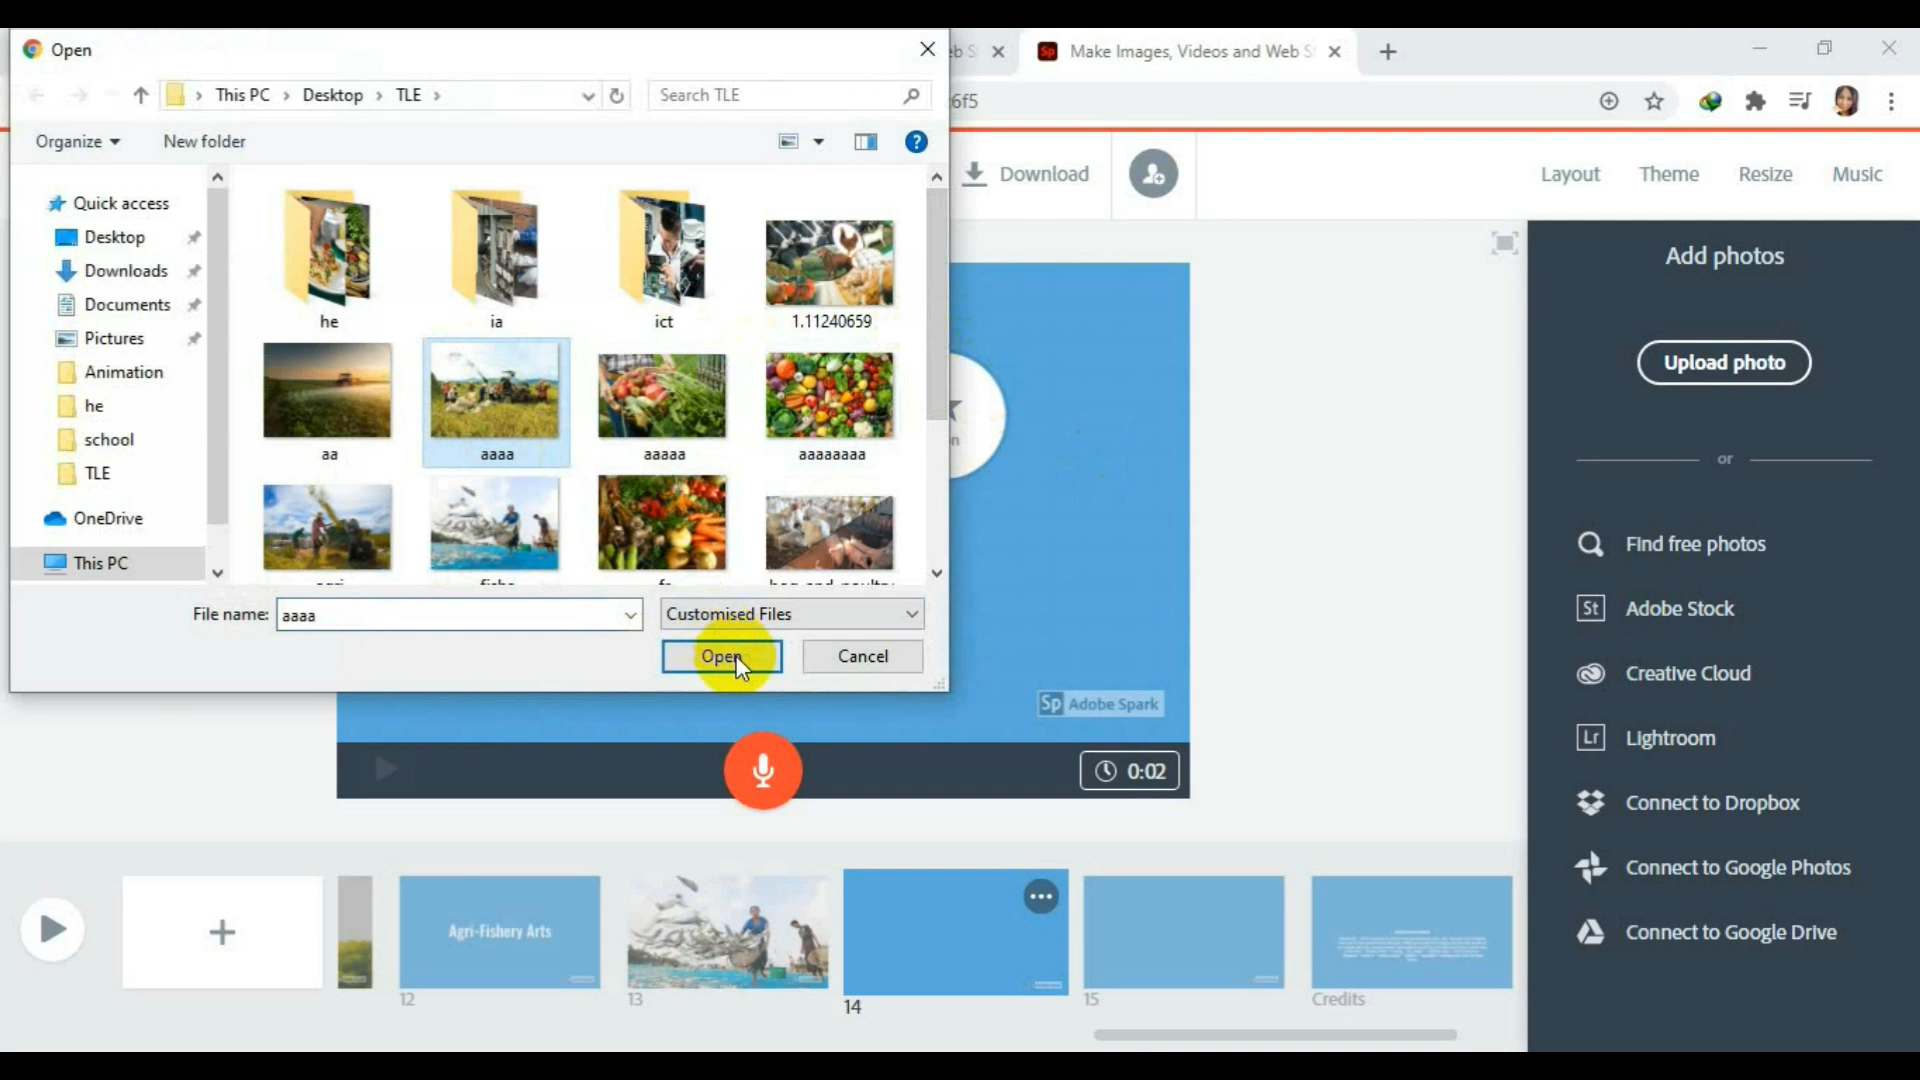 Open
This PC > Desktop > TLE >
Search TLE
Organize
New folder
Quick access
Desktop
Downloads
Documents
Pictures
Animation
he
school
TLE
OneDrive
This PC
he
ia
ict
1.11240659
aa
aaaa
aaaaa
aaaaaaaa
File name:
aaaa
Customised Files
Open
Cancel
Make Images, Videos and Web
6f5
Download
Layout
Theme
Resize
Music
Add photos
Upload photo
or
Find free photos
St
Adobe Stock
Creative Cloud
Lr
Lightroom
Connect to Dropbox
Connect to Google Photos
Connect to Google Drive
Sp Adobe Spark
0:02
Agri-Fishery Arts
12
13
14
15
Credits